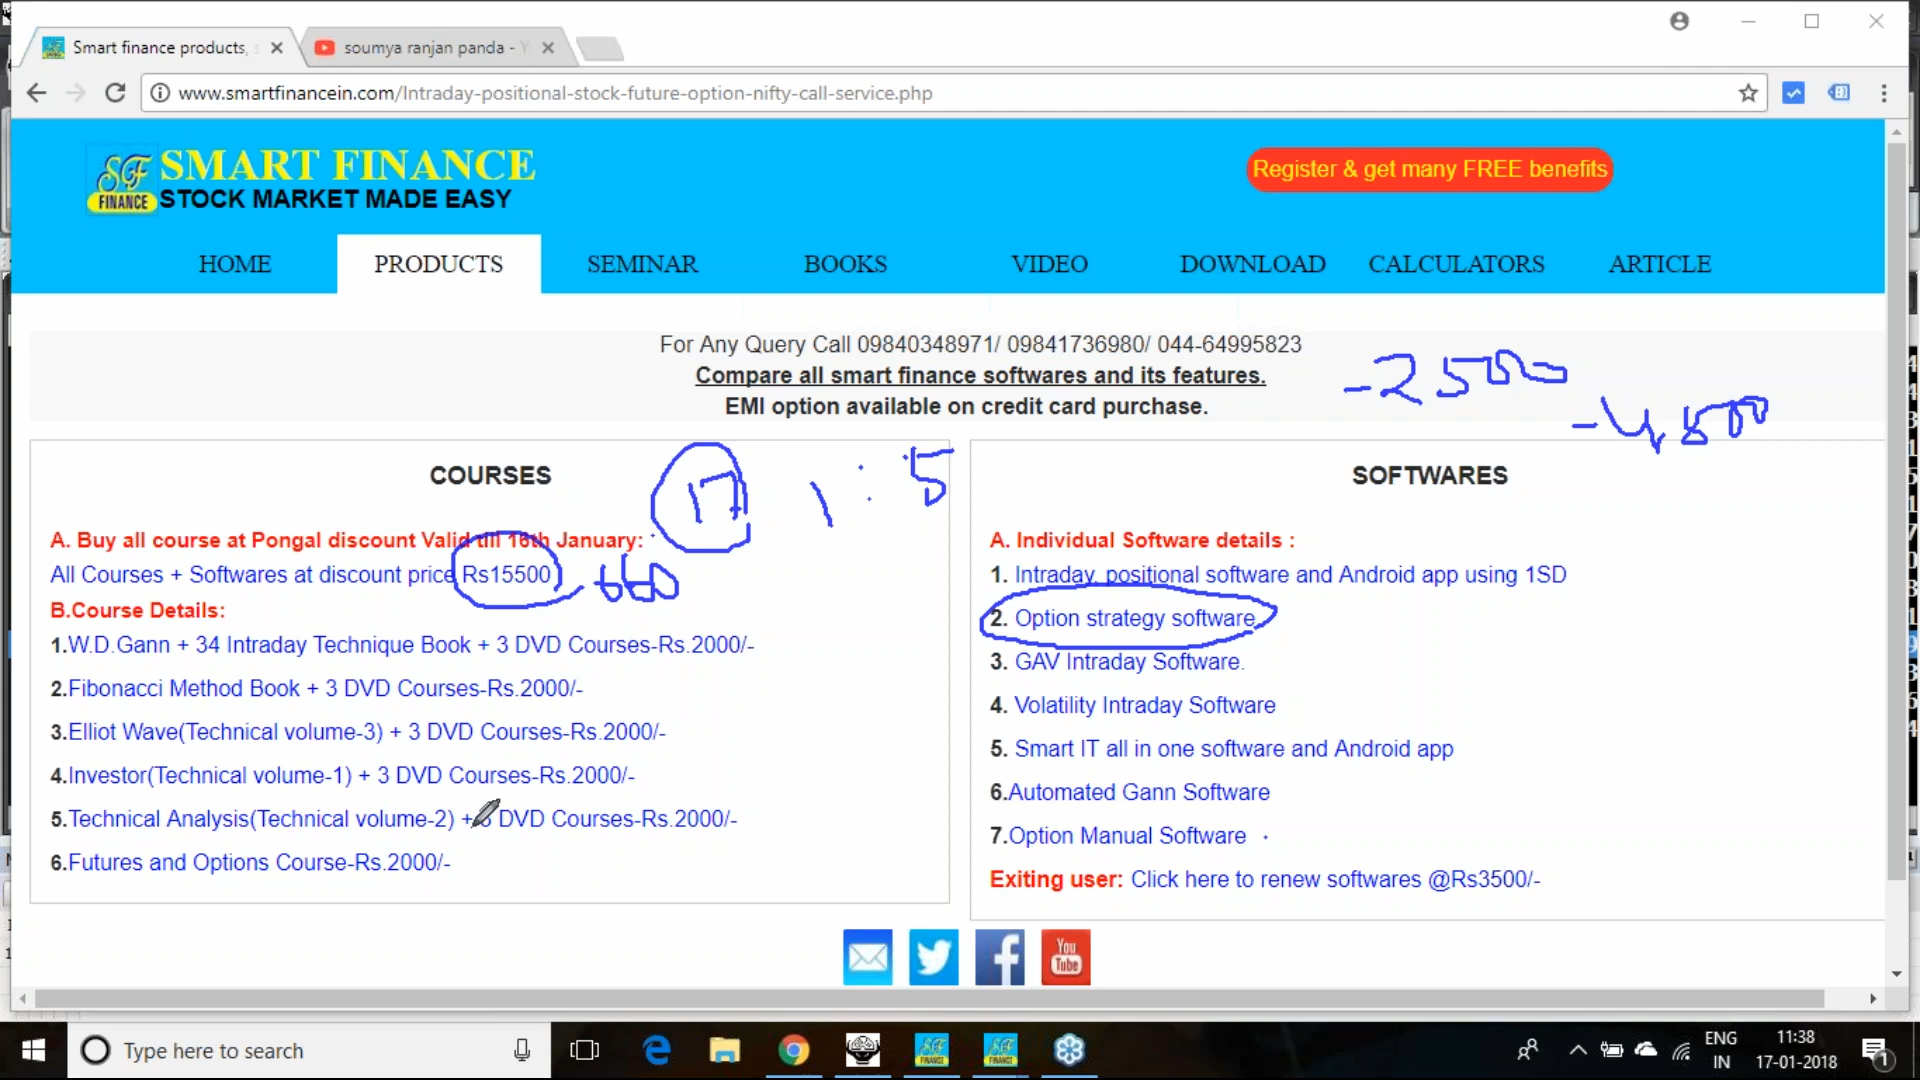 Smart finance products, s
soumya ranjan panda - Y
www.smartfinancein.com/Intraday-positional-stock-future-option-nifty-call-service.php
SF FINANCE
SMART FINANCE
STOCK MARKET MADE EASY
Register & get many FREE benefits
HOME PRODUCTS SEMINAR BOOKS VIDEO DOWNLOAD CALCULATORS ARTICLE
For Any Query Call 09840348971/ 09841736980/ 044-64995823
Compare all smart finance softwares and its features.
EMI option available on credit card purchase.
-2500
-4500
COURSES
17 1:5
A. Buy all course at Pongal discount Valid till 16th January:
All Courses + Softwares at discount price Rs15500
660
B.Course Details:
1.W.D.Gann + 34 Intraday Technique Book + 3 DVD Courses-Rs.2000/-
2.Fibonacci Method Book + 3 DVD Courses-Rs.2000/-
3.Elliot Wave(Technical volume-3) + 3 DVD Courses-Rs.2000/-
4.Investor(Technical volume-1) + 3 DVD Courses-Rs.2000/-
5.Technical Analysis(Technical volume-2) + 3 DVD Courses-Rs.2000/-
6.Futures and Options Course-Rs.2000/-
SOFTWARES
A. Individual Software details :
1. Intraday, positional software and Android app using 1SD
2. Option strategy software
3. GAV Intraday Software.
4. Volatility Intraday Software
5. Smart IT all in one software and Android app
6.Automated Gann Software
7.Option Manual Software
Exiting user: Click here to renew softwares @Rs3500/-
You Tube
Type here to search
ENG
IN
11:38
17-01-2018
1